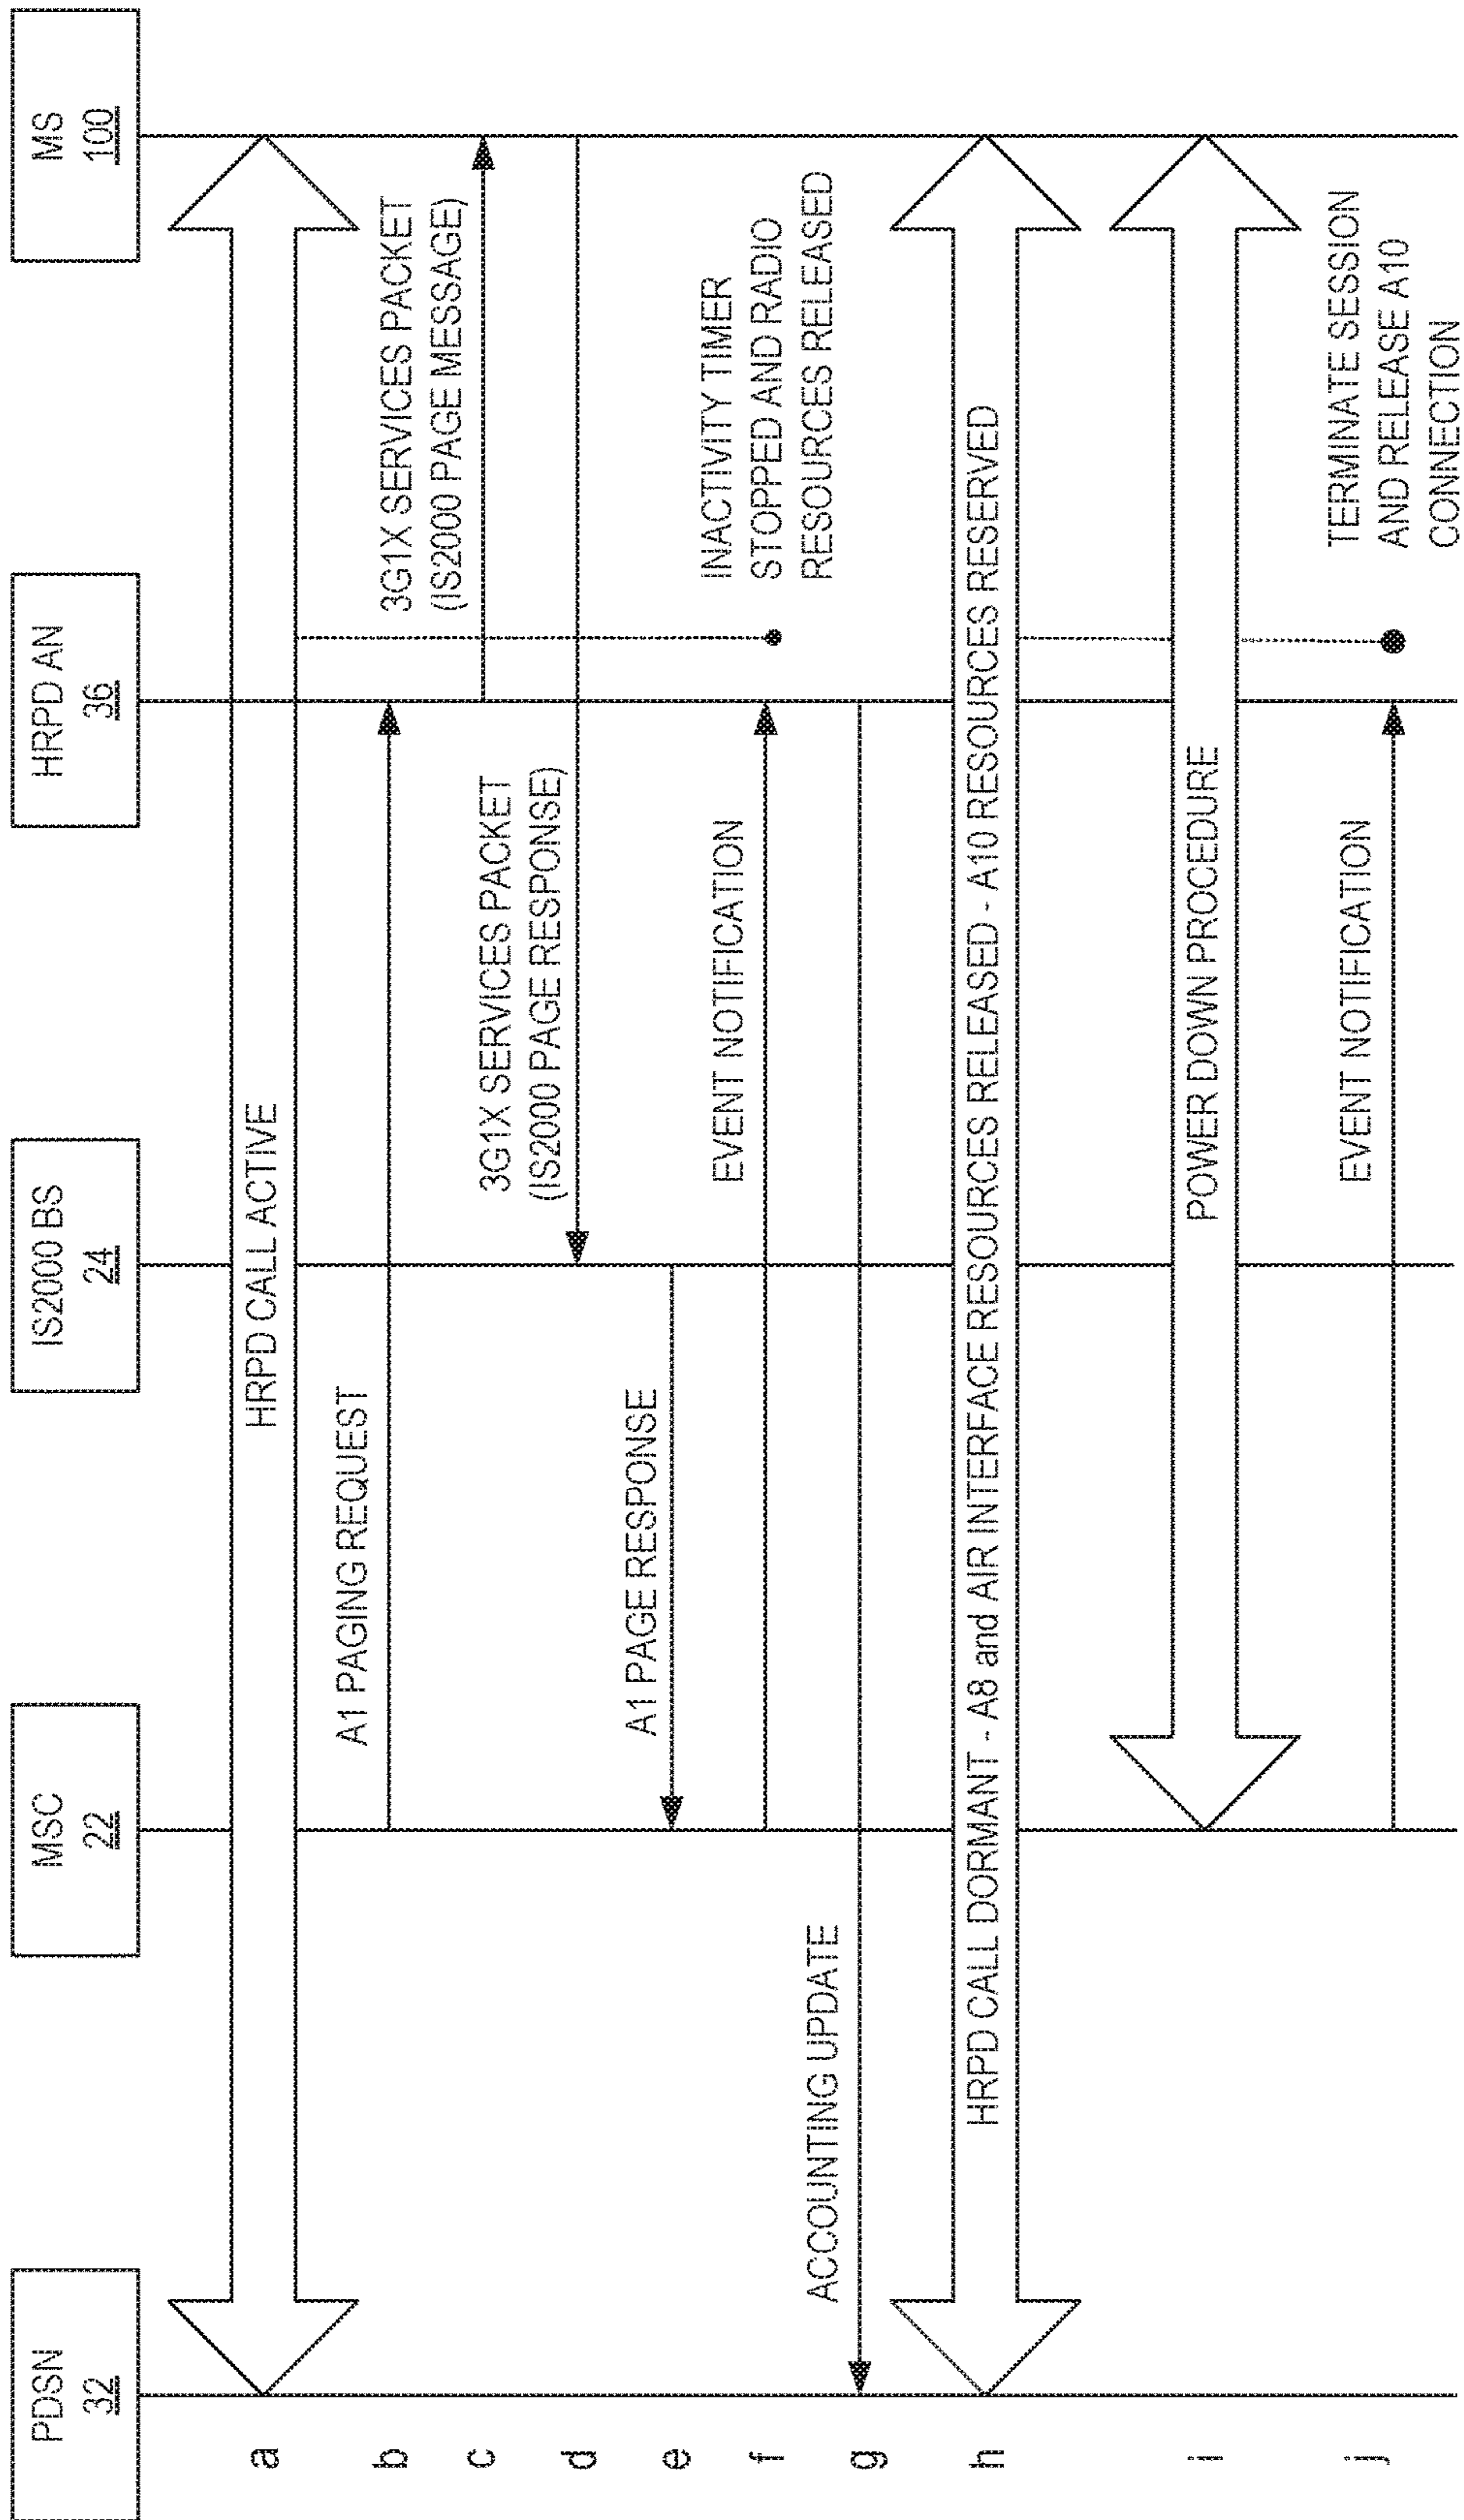 PDSN
32
MSC
22
IS2000 BS
24
HRPD AN
36
MS
100
a
HRPD CALL ACTIVE
b
A1 PAGING REQUEST
3G1X SERVICES PACKET
(IS2000 PAGE MESSAGE)
c
3G1X SERVICES PACKET
(IS2000 PAGE RESPONSE)
d
e
A1 PAGE RESPONSE
f
EVENT NOTIFICATION
INACTIVITY TIMER
STOPPED AND RADIO
RESOURCES RELEASED
g
ACCOUNTING UPDATE
h
HRPD CALL DORMANT - A8 and AIR INTERFACE RESOURCES RELEASED - A10 RESOURCES RESERVED
i
POWER DOWN PROCEDURE
j
EVENT NOTIFICATION
TERMINATE SESSION
AND RELEASE A10
CONNECTION